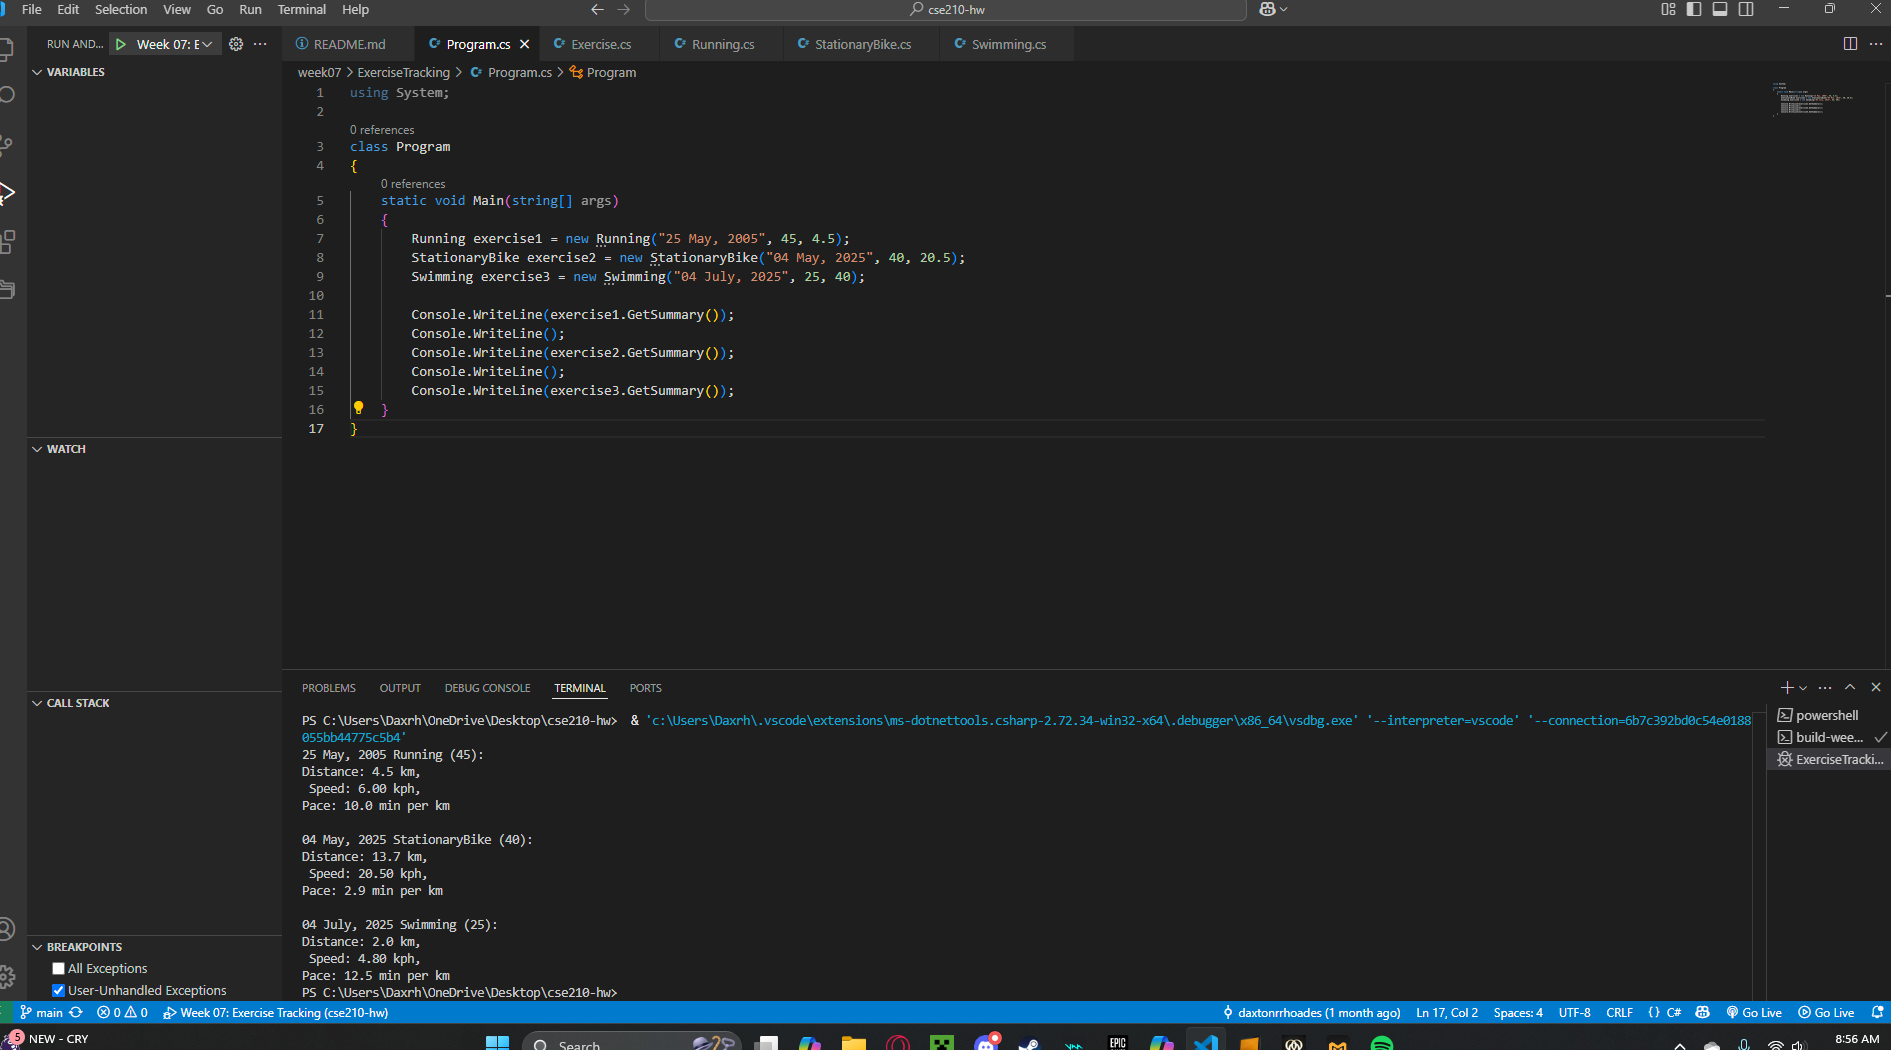 File Edit Selection View Go Run Terminal Help
cse210-hw
RUN AND... Week 07: E
README.md
Program.cs
Exercise.cs
Running.cs
StationaryBike.cs
Swimming.cs
VARIABLES
week07 > ExerciseTracking > Program.cs > Program
1 using System;
2
0 references
3 class Program
4 {
0 references
5 static void Main(string[] args)
6 {
7 Running exercise1 = new Running("25 May, 2005", 45, 4.5);
8 StationaryBike exercise2 = new StationaryBike("04 May, 2025", 40, 20.5);
9 Swimming exercise3 = new Swimming("04 July, 2025", 25, 40);
10
11 Console.WriteLine(exercise1.GetSummary());
12 Console.WriteLine();
13 Console.WriteLine(exercise2.GetSummary());
14 Console.WriteLine();
15 Console.WriteLine(exercise3.GetSummary());
16 }
17 }
WATCH
CALL STACK
BREAKPOINTS
All Exceptions
User-Unhandled Exceptions
PROBLEMS OUTPUT DEBUG CONSOLE TERMINAL PORTS
PS C:\Users\Daxrh\OneDrive\Desktop\cse210-hw> & 'c:\Users\Daxrh\.vscode\extensions\ms-dotnettools.csharp-2.72.34-win32-x64\.debugger\x86_64\vsdbg.exe' '--interpreter=vscode' '--connection=6b7c392bd0c54e0188
055bb44775c5b4'
25 May, 2005 Running (45):
Distance: 4.5 km,
Speed: 6.00 kph,
Pace: 10.0 min per km
04 May, 2025 StationaryBike (40):
Distance: 13.7 km,
Speed: 20.50 kph,
Pace: 2.9 min per km
04 July, 2025 Swimming (25):
Distance: 2.0 km,
Speed: 4.80 kph,
Pace: 12.5 min per km
PS C:\Users\Daxrh\OneDrive\Desktop\cse210-hw>
powershell
build-wee...
ExerciseTracki...
main 0 0 Week 07: Exercise Tracking (cse210-hw)
daxtonrrhoades (1 month ago) Ln 17, Col 2 Spaces: 4 UTF-8 CRLF {} C# Go Live Go Live
5 NEW - CRY
Search
EPIC
8:56 AM